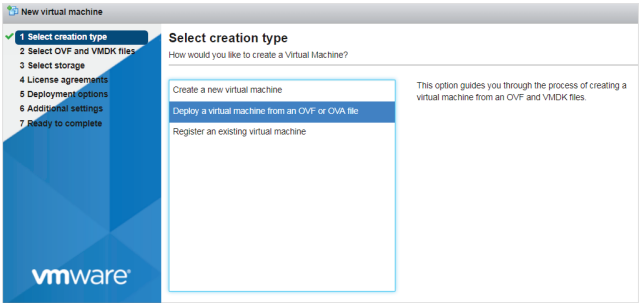 New virtual machine
1 Select creation type
2 Select OVF and VMDK files
3 Select storage
4 License agreements
5 Deployment options
6 Additional settings
7 Ready to complete
vmware®
Select creation type
How would you like to create a Virtual Machine?
Create a new virtual machine
Deploy a virtual machine from an OVF or OVA file
Register an existing virtual machine
This option guides you through the process of creating a
virtual machine from an OVF and VMDK files.